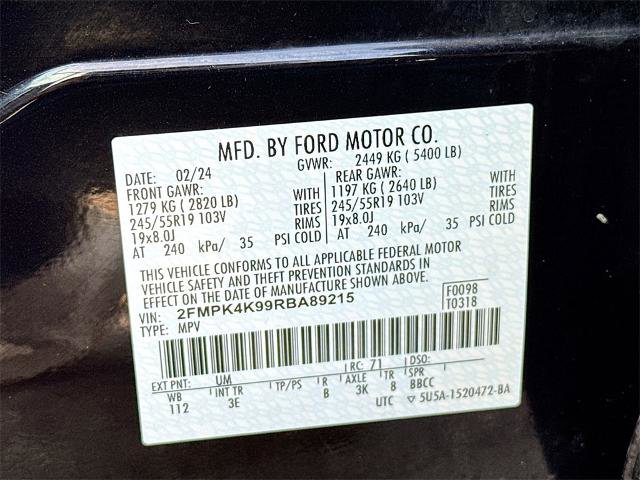 MFD. BY FORD MOTOR CO.
DATE: 02/24 GVWR: 2449 KG ( 5400 LB)
FRONT GAWR: REAR GAWR:
1279 KG ( 2820 LB) WITH 1197 KG ( 2640 LB) WITH
245/55R19 103V TIRES 245/55R19 103V TIRES
19x8.0J RIMS 19x8.0J RIMS
AT 240 kPa/ 35 PSI COLD AT 240 kPa/ 35 PSI COLD
THIS VEHICLE CONFORMS TO ALL APPLICABLE FEDERAL MOTOR
VEHICLE SAFETY AND THEFT PREVENTION STANDARDS IN
EFFECT ON THE DATE OF MANUFACTURE SHOWN ABOVE.
VIN: 2FMPK4K99RBA89215 F0098
TYPE: MPV T0318
EXT PNT: UM RC: 71 DSO:
WB INT TR TP/PS R AXLE TR SPR
112 3E B 3K 8 BBCC
UTC ▽ 5U5A-1520472-BA